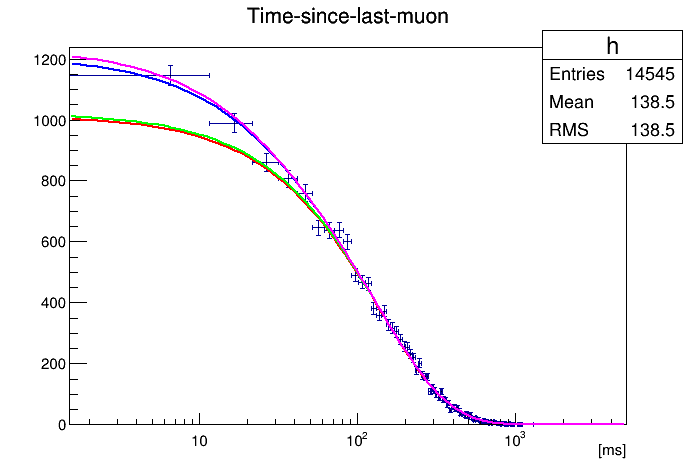 Time-since-last-muon
h
Entries 14545
Mean 138.5
RMS 138.5
1200
1000
800
600
400
200
0
10 10² 10³
[ms]